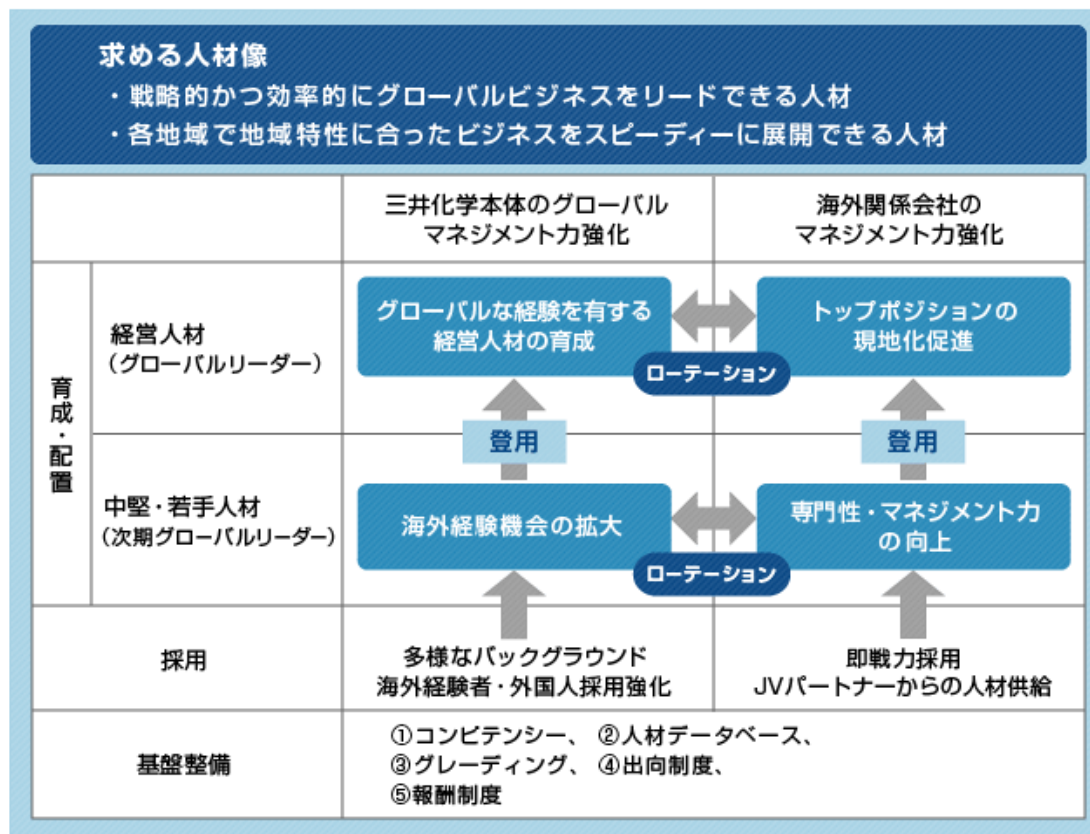 求める人材像
・戦略的かつ効率的にグローバルビジネスをリードできる人材
・各地域で地域特性に合ったビジネスをスピーディーに展開できる人材
三井化学本体のグローバル
マネジメント力強化
海外関係会社の
マネジメント力強化
育成・配置
経営人材
（グローバルリーダー）
グローバルな経験を有する
経営人材の育成
トップポジションの
現地化促進
ローテーション
登用
登用
中堅・若手人材
（次期グローバルリーダー）
海外経験機会の拡大
専門性・マネジメント力
の向上
ローテーション
採用
多様なバックグラウンド
海外経験者・外国人採用強化
即戦力採用
JVパートナーからの人材供給
基盤整備
①コンピテンシー、 ②人材データベース、
③グレーディング、 ④出向制度、
⑤報酬制度